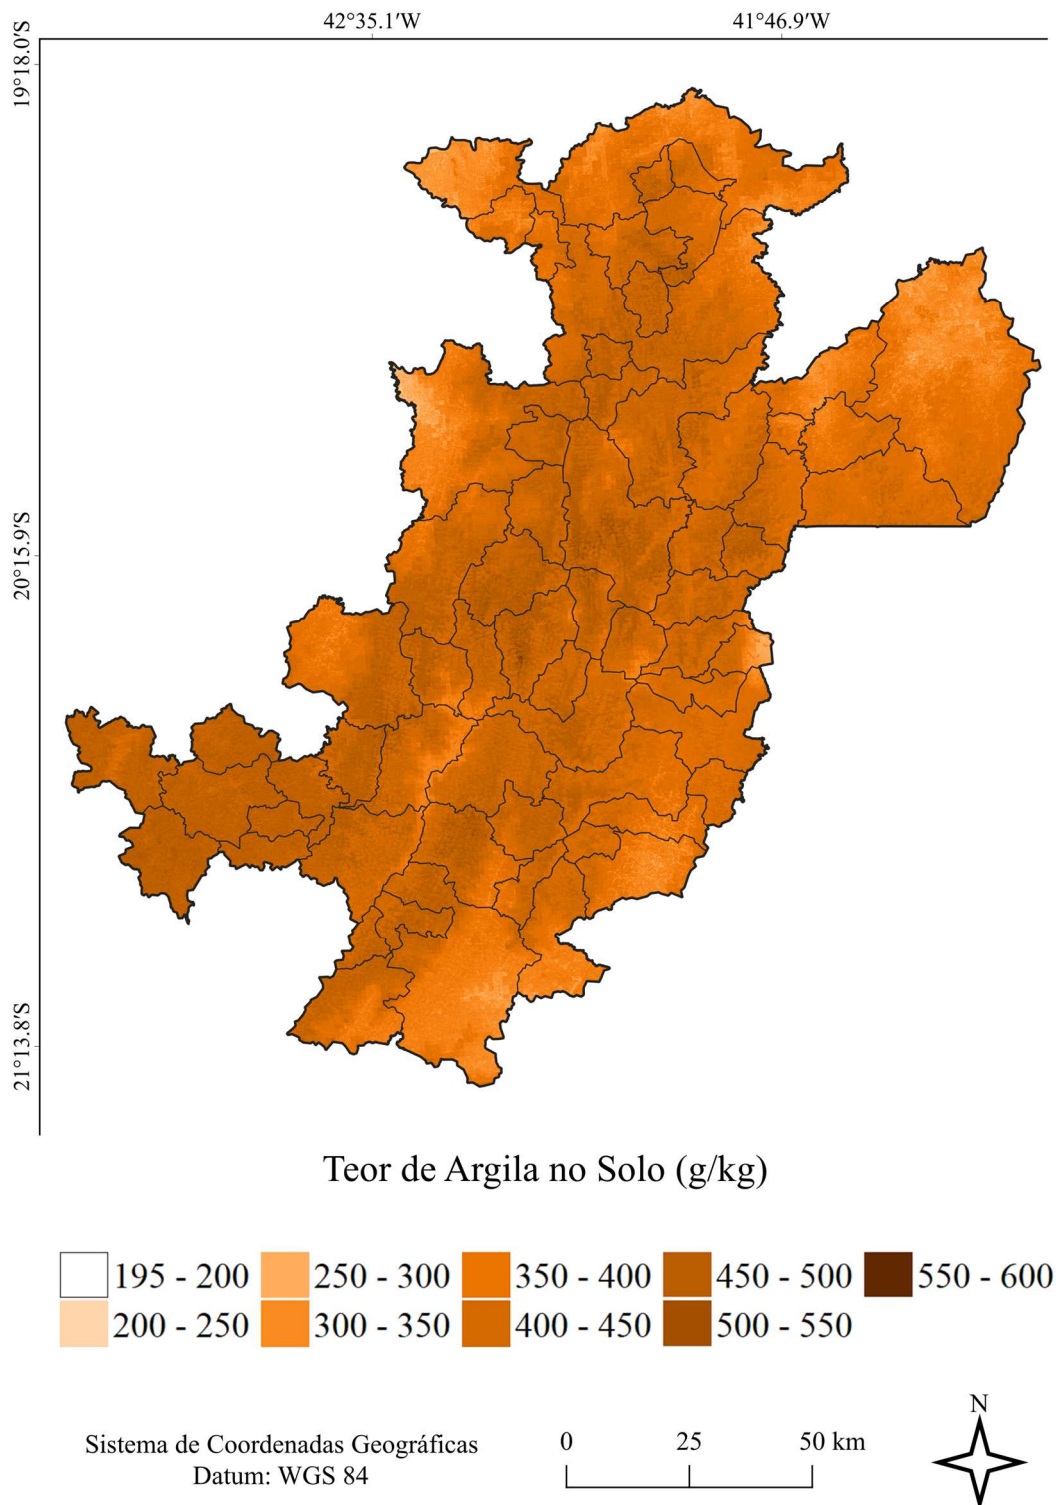 42°35.1'W 41°46.9'W
19°18.0'S
20°15.9'S
21°13.8'S
Teor de Argila no Solo (g/kg)
195 - 200 250 - 300 350 - 400 450 - 500 550 - 600
200 - 250 300 - 350 400 - 450 500 - 550
N
Sistema de Coordenadas Geográficas
Datum: WGS 84
0 25 50 km